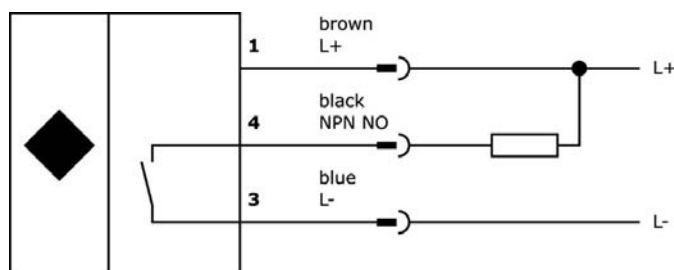 brown
1 L+
L+
black
4 NPN NO
blue
3 L-
L-